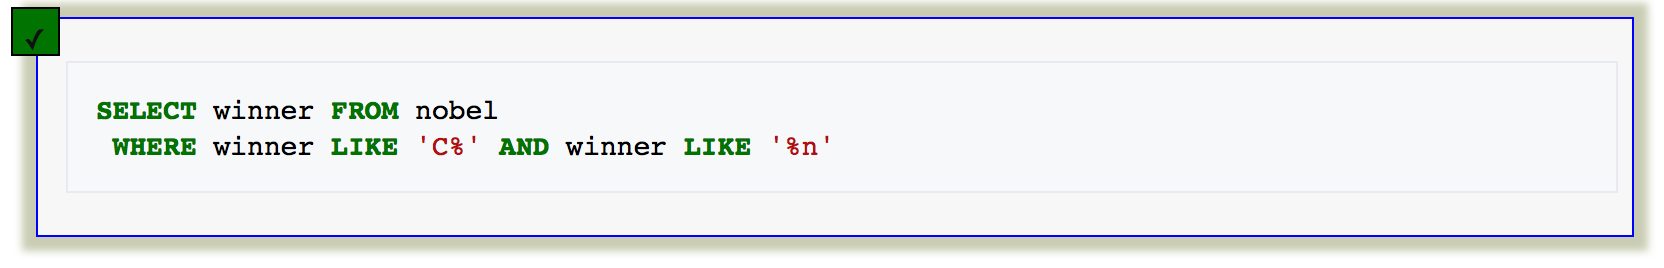 ✓
SELECT winner FROM nobel
WHERE winner LIKE 'C%' AND winner LIKE '%n'